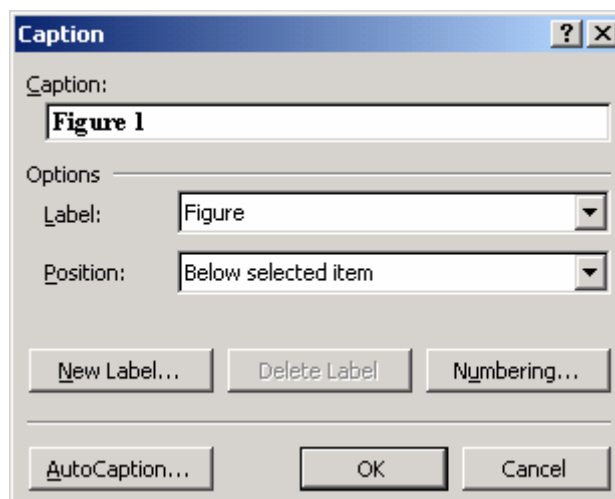 Caption
Caption:
Figure 1
Options
Label: Figure
Position: Below selected item
New Label... Delete Label Numbering...
AutoCaption... OK Cancel